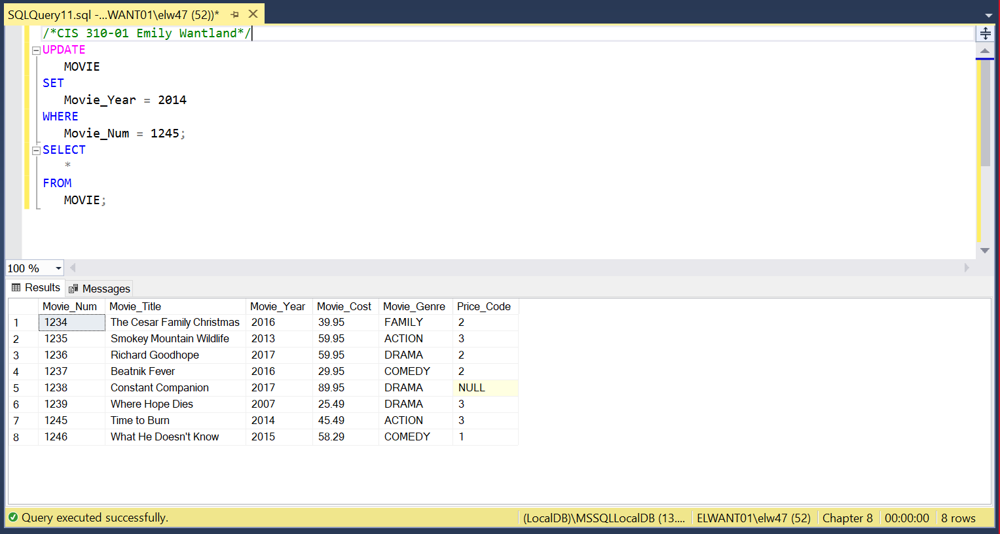 SQLQuery11.sql -...WANT01\elw47 (52))*
/*CIS 310-01 Emily Wantland*/
UPDATE
MOVIE
SET
Movie_Year = 2014
WHERE
Movie_Num = 1245;
SELECT
*
FROM
MOVIE;
100 %
Results Messages
Movie_Num Movie_Title Movie_Year Movie_Cost Movie_Genre Price_Code
1 1234 The Cesar Family Christmas 2016 39.95 FAMILY 2
2 1235 Smokey Mountain Wildlife 2013 59.95 ACTION 3
3 1236 Richard Goodhope 2017 59.95 DRAMA 2
4 1237 Beatnik Fever 2016 29.95 COMEDY 2
5 1238 Constant Companion 2017 89.95 DRAMA NULL
6 1239 Where Hope Dies 2007 25.49 DRAMA 3
7 1245 Time to Burn 2014 45.49 ACTION 3
8 1246 What He Doesn't Know 2015 58.29 COMEDY 1
Query executed successfully. (LocalDB)\MSSQLLocalDB (13.... ELWANT01\elw47 (52) Chapter 8 00:00:00 8 rows